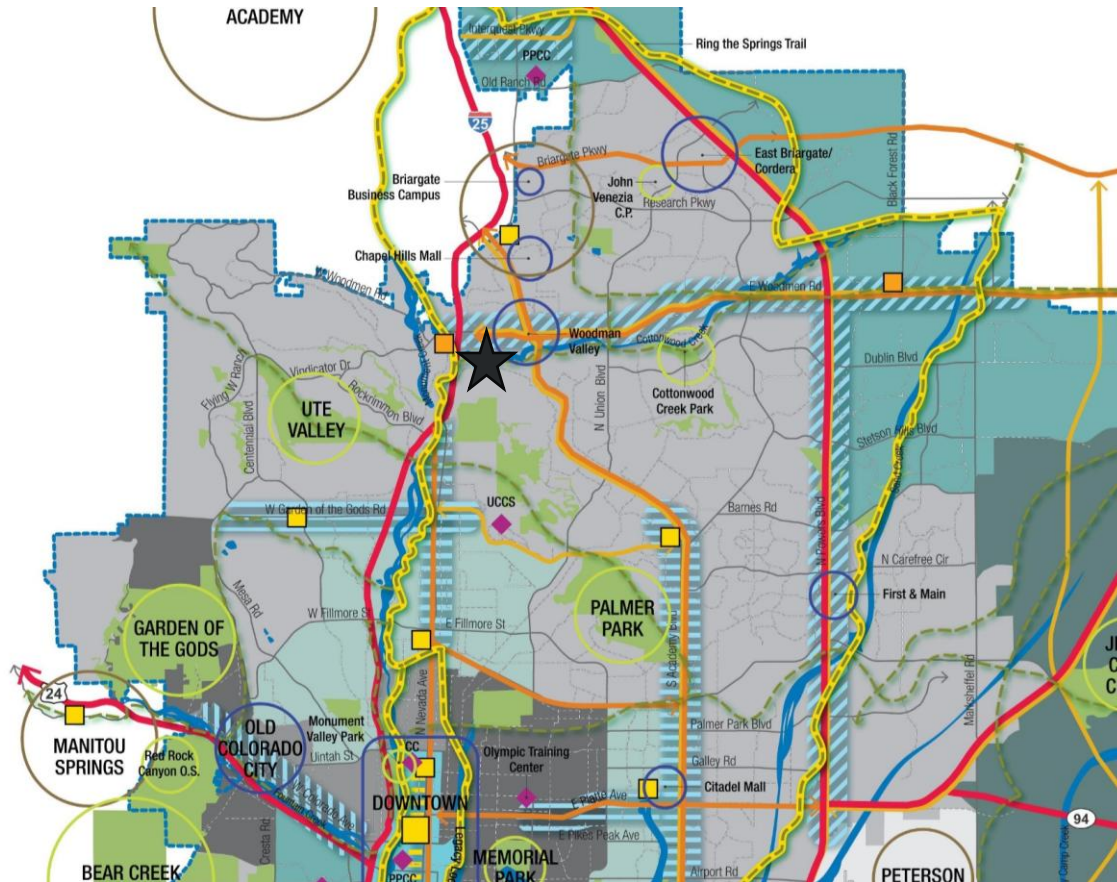 ACADEMY
Interquest Pkwy
PPCC
Ring the Springs Trail
Old Ranch Rd
25
Briargate Pkwy
East Briargate/
Cordera
Black Forest Rd
Briargate
Business Campus
John
Venezia
C.P.
Research Pkwy
Chapel Hills Mall
W Woodmen Rd
E Woodmen Rd
Woodman
Valley
Cottonwood Creek
Dublin Blvd
Vindicator Dr
Flying W Ranch
Rockrimmon Blvd
Centennial Blvd
UTE
VALLEY
N Union Blvd
Cottonwood
Creek Park
Stetson Hills Blvd
Sand Creek
UCCS
W Garden of the Gods Rd
Barnes Rd
N Powers Blvd
N Carefree Cir
First & Main
Mesa Rd
W Fillmore St
E Fillmore St
GARDEN OF
THE GODS
PALMER
PARK
S Academy Blvd
Marksheffel Rd
24
N Nevada Ave
Palmer Park Blvd
MANITOU
SPRINGS
Red Rock
Canyon O.S.
OLD
COLORADO
CITY
Monument
Valley Park
Uintah St
CC
Olympic Training
Center
Galley Rd
Citadel Mall
W Colorado Ave
DOWNTOWN
E Platte Ave
E Pikes Peak Ave
94
Cresta Rd
BEAR CREEK
PPCC
MEMORIAL
PARK
Airport Rd
PETERSON